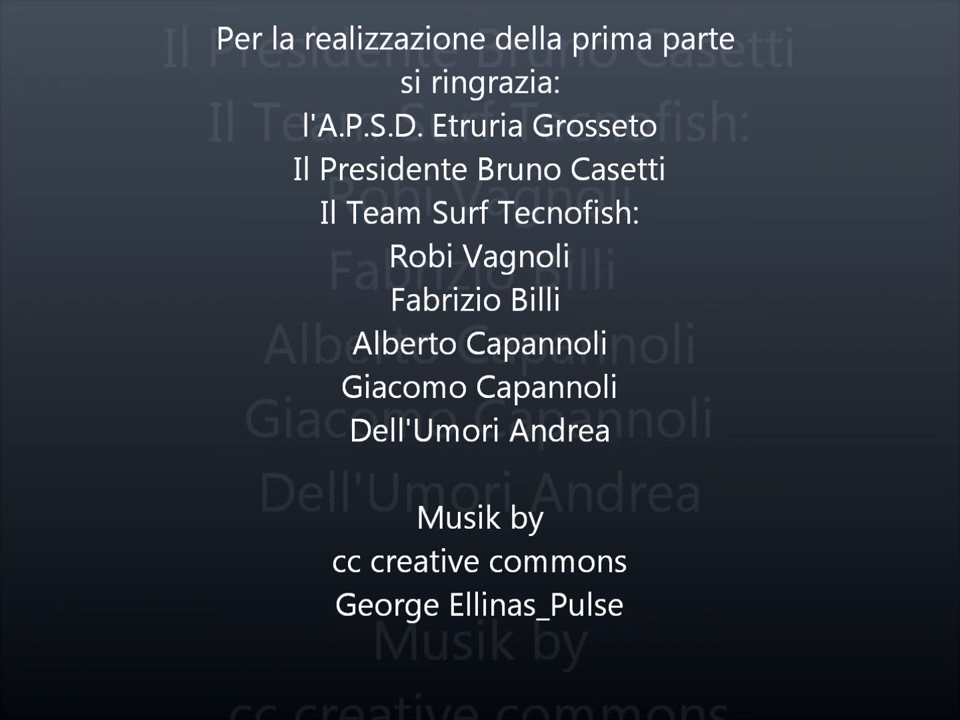 Per la realizzazione della prima parte
si ringrazia:
l'A.P.S.D. Etruria Grosseto
Il Presidente Bruno Casetti
Il Team Surf Tecnofish:
Robi Vagnoli
Fabrizio Billi
Alberto Capannoli
Giacomo Capannoli
Dell'Umori Andrea
Musik by
cc creative commons
George Ellinas_Pulse